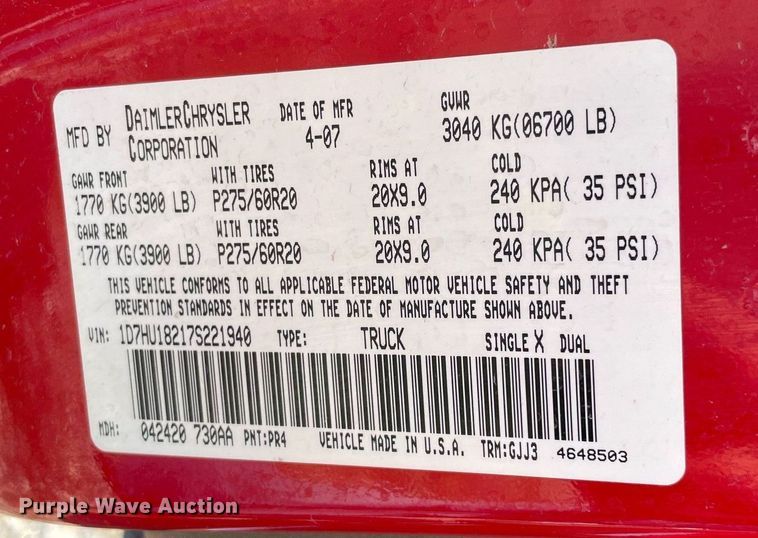 MFD BY DAIMLERCHRYSLER CORPORATION DATE OF MFR 4-07 GVWR 3040 KG(06700 LB)
GAWR FRONT WITH TIRES RIMS AT COLD
1770 KG(3900 LB) P275/60R20 20X9.0 240 KPA( 35 PSI)
GAWR REAR WITH TIRES RIMS AT COLD
1770 KG(3900 LB) P275/60R20 20X9.0 240 KPA( 35 PSI)
THIS VEHICLE CONFORMS TO ALL APPLICABLE FEDERAL MOTOR VEHICLE SAFETY AND THEFT
PREVENTION STANDARDS IN EFFECT ON THE DATE OF MANUFACTURE SHOWN ABOVE.
VIN: 1D7HU18217S221940 TYPE: TRUCK SINGLE X DUAL
MDH: 042420 730AA PNT:PR4 VEHICLE MADE IN U.S.A. TRM:GJJ3 4648503
Purple Wave Auction